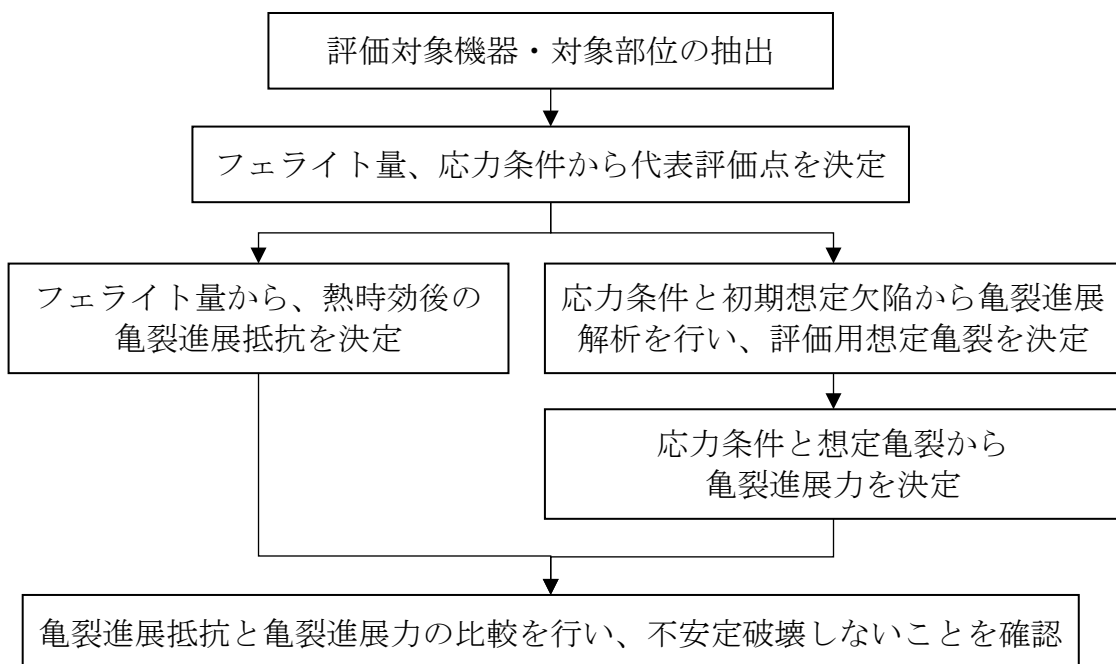 評価対象機器・対象部位の抽出
フェライト量、応力条件から代表評価点を決定
フェライト量から、熱時効後の
亀裂進展抵抗を決定
応力条件と初期想定欠陥から亀裂進展
解析を行い、評価用想定亀裂を決定
応力条件と想定亀裂から
亀裂進展力を決定
亀裂進展抵抗と亀裂進展力の比較を行い、不安定破壊しないことを確認